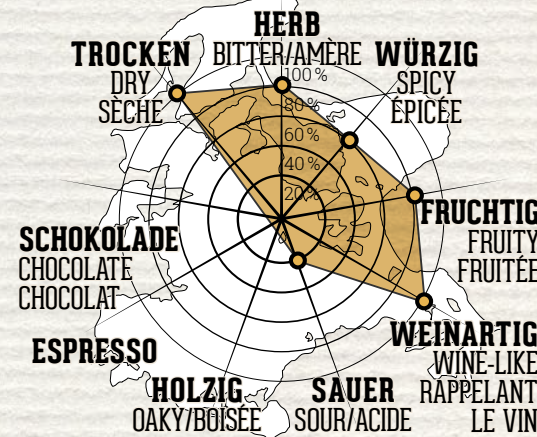 HERB
BITTER/AMÈRE
TROCKEN
DRY
SÈCHE
WÜRZIG
SPICY
ÉPICÉE
100%
80%
60%
40%
20%
0
FRUCHTIG
FRUITY
FRUITÉE
SCHOKOLADE
CHOCOLATE
CHOCOLAT
WEINARTIG
WINE-LIKE
RAPPELANT
LE VIN
ESPRESSO
HOLZIG
OAKY/BOISÉE
SAUER
SOUR/ACIDE